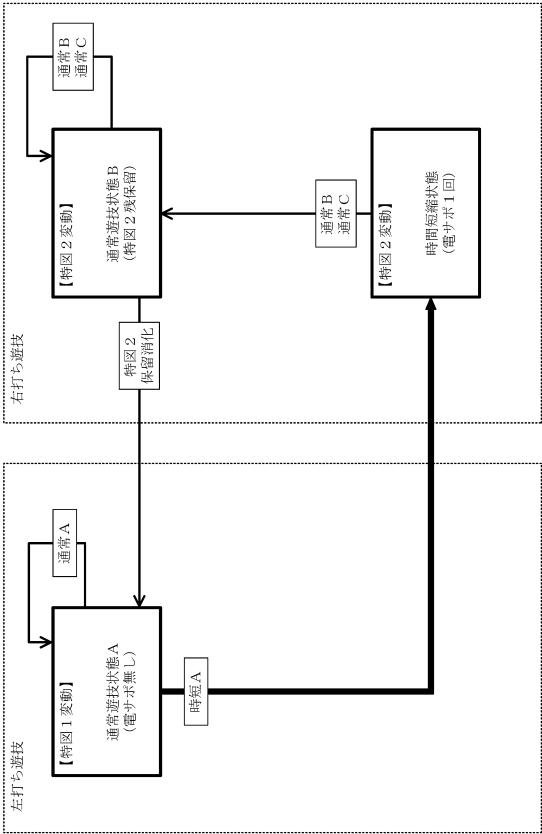 左打ち遊技
【特図１変動】
通常遊技状態Ａ
（電サポ無し）
通常Ａ
時短Ａ
右打ち遊技
特図２
保留消化
【特図２変動】
通常遊技状態Ｂ
（特図２残保留）
通常Ｂ
通常Ｃ
通常Ｂ
通常Ｃ
【特図２変動】
時間短縮状態
（電サポ１回）